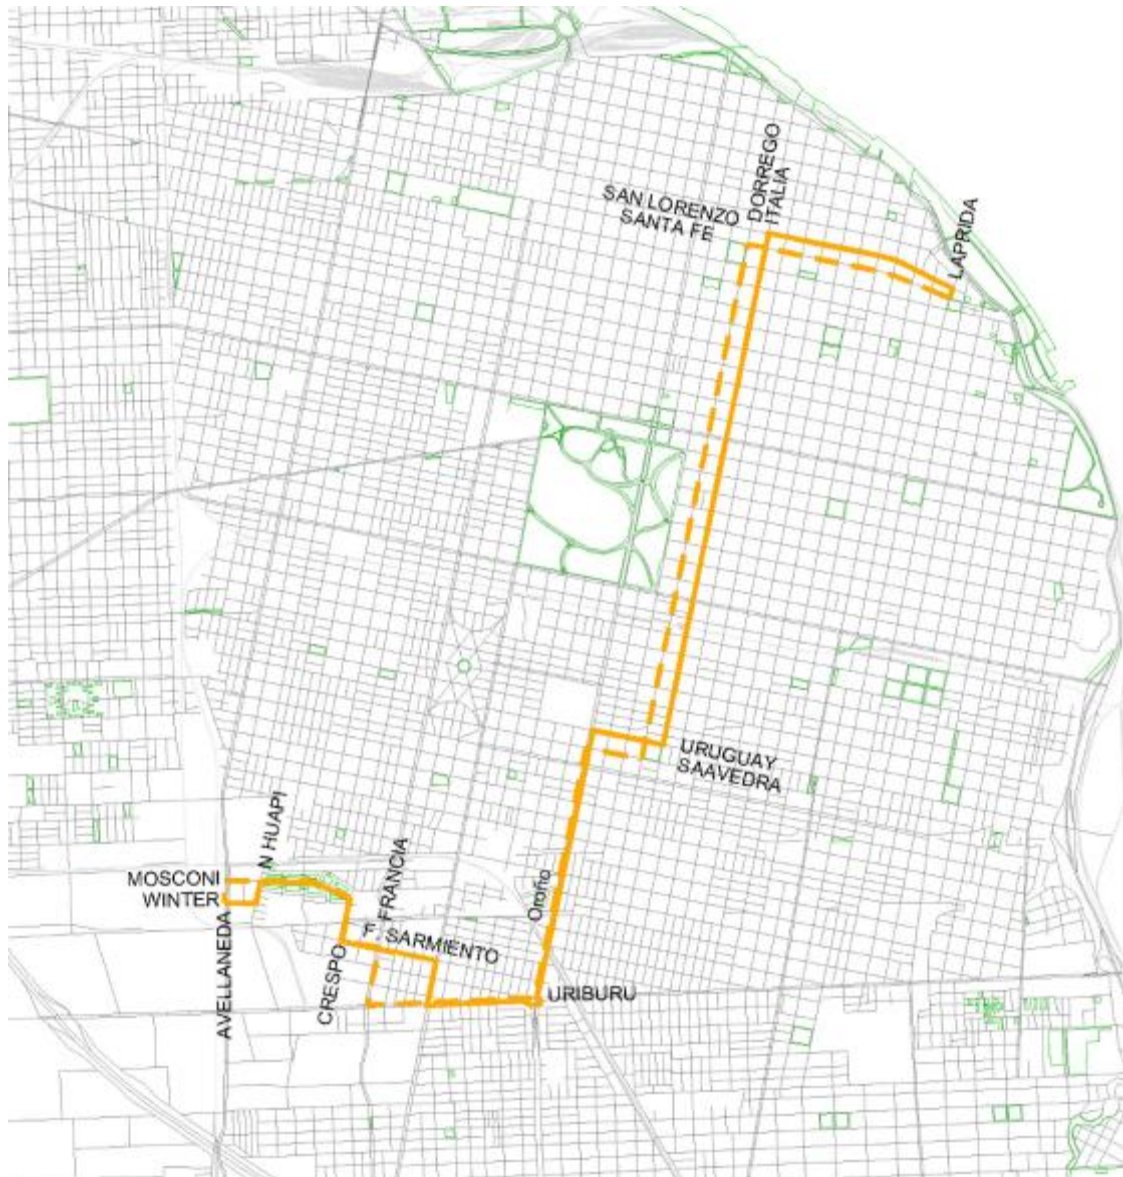 DORREGO
ITALIA
SAN LORENZO
SANTA FE
LAPRIDA
URUGUAY
SAAVEDRA
N HUAPI
MOSCONI
WINTER
FRANCIA
Oroño
F. SARMIENTO
AVELLANEDA
CRESPO
URIBURU